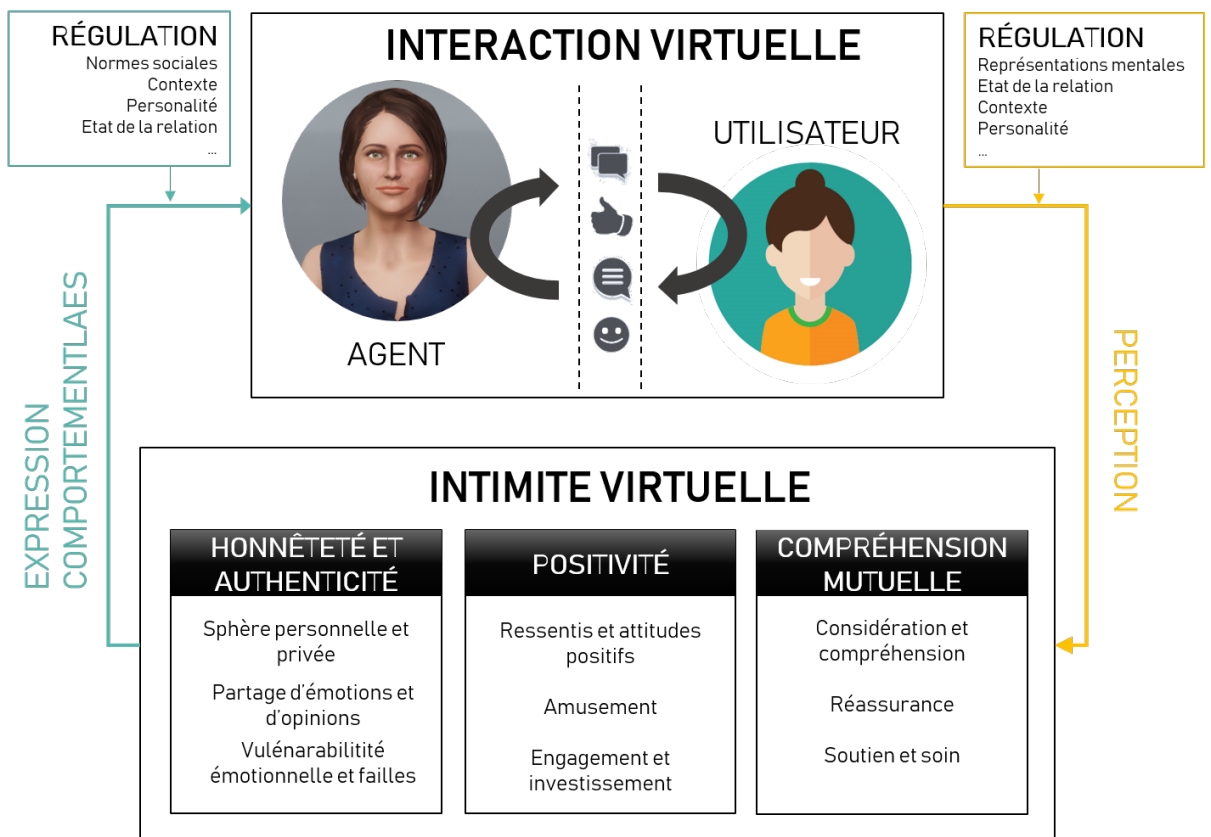 RÉGULATION
Normes sociales
Contexte
Personalité
Etat de la relation
...
INTERACTION VIRTUELLE
AGENT
UTILISATEUR
RÉGULATION
Représentations mentales
Etat de la relation
Contexte
Personalité
...
EXPRESSION
COMPORTEMENTLAES
PERCEPTION
INTIMITE VIRTUELLE
HONNÊTETÉ ET
AUTHENTICITÉ
Sphère personnelle et
privée
Partage d'émotions et
d'opinions
Vulénarabilitité
émotionnelle et failles
POSITIVITÉ
Ressentis et attitudes
positifs
Amusement
Engagement et
investissement
COMPRÉHENSION
MUTUELLE
Considération et
compréhension
Réassurance
Soutien et soin